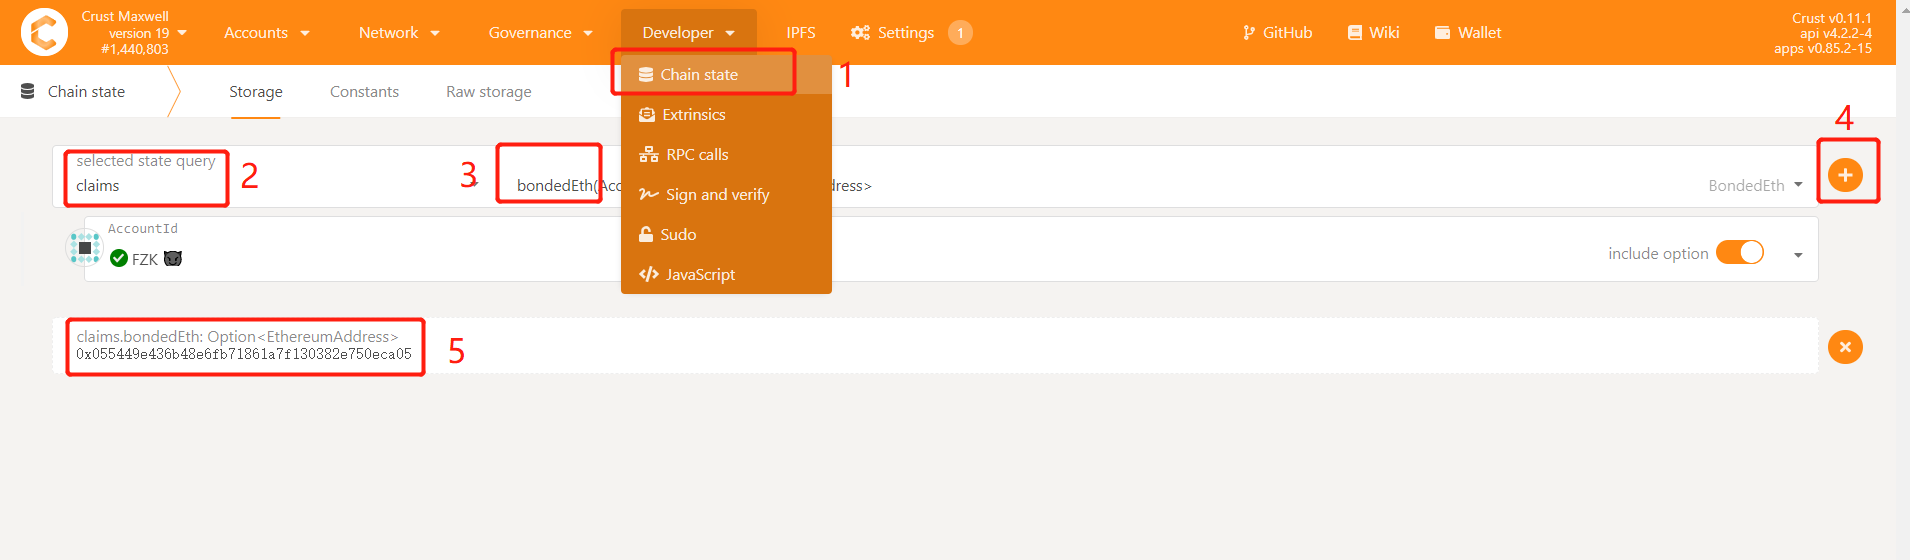 Crust Maxwell
version 19
#1,440,803
Accounts
Network
Governance
Developer
IPFS
Settings
1
GitHub
Wiki
Wallet
Crust v0.11.1
api v4.2.2-4
apps v0.85.2-15
Chain state
Storage
Constants
Raw storage
Chain state
1
Extrinsics
RPC calls
Sign and verify
Sudo
JavaScript
selected state query
claims
2
3
bondedEth(Acc
dress>
BondedEth
4
AccountId
FZK 😈
include option
claims.bondedEth: Option<EthereumAddress>
0x055449e436b48e6fb71861a7f130382e750eca05
5